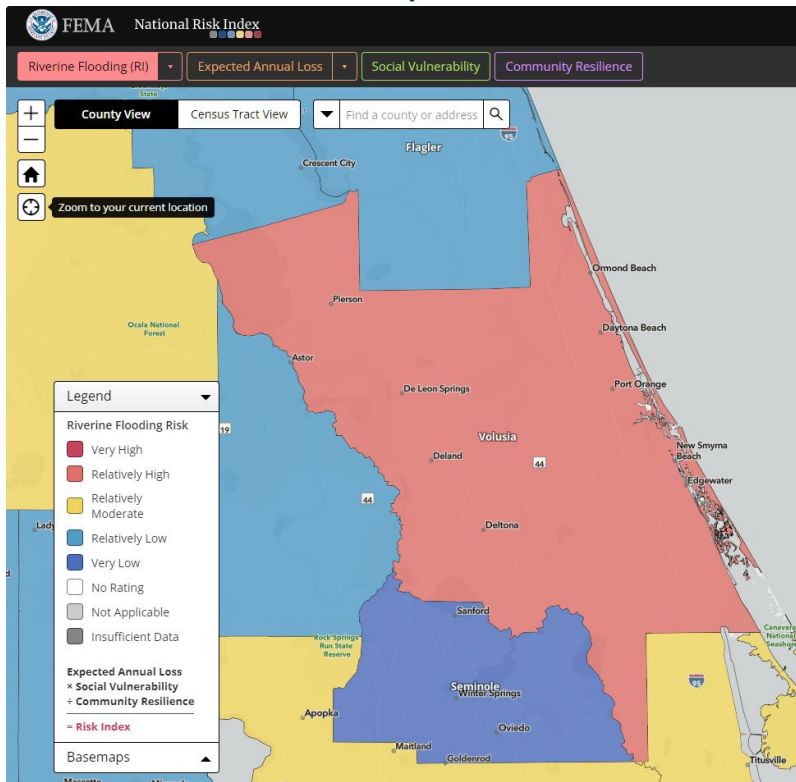 FEMA National Risk Index
Riverine Flooding (RI)
Expected Annual Loss
Social Vulnerability
Community Resilience
State
County View
Census Tract View
Find a county or address
95
Flagler
Crescent City
Zoom to your current location
Ormond Beach
Pierson
Ocala National
Forest
Daytona Beach
Astor
De Leon Springs
Port Orange
Legend
Riverine Flooding Risk
Very High
Relatively High
Relatively
Moderate
Relatively Low
Very Low
No Rating
Not Applicable
Insufficient Data
Expected Annual Loss
× Social Vulnerability
÷ Community Resilience
= Risk Index
Basemaps
19
Volusia
New Smyrna
Beach
Deland
44
Edgewater
44
Lady
Deltona
Sanford
Rock Springs
Run State
Reserve
Canavera
National
Seashore
Seminole
Winter Springs
95
Apopka
Oviedo
Maitland
Goldenrod
Titusville